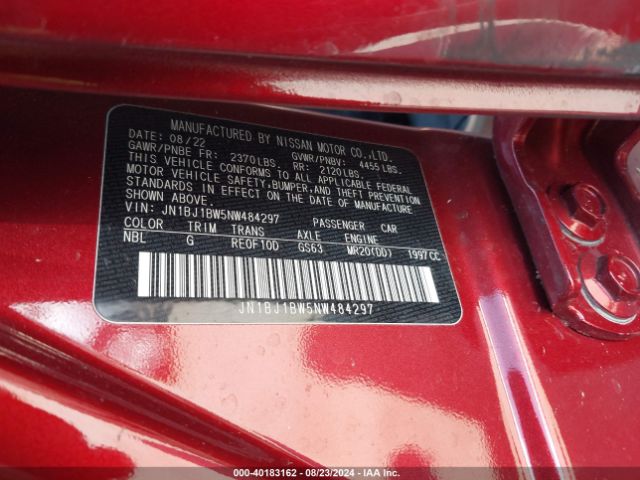 MANUFACTURED BY NISSAN MOTOR CO.,LTD.
DATE: 08/22 GVWR/PNBV: 4455 LBS.
GAWR/PNBE FR: 2370LBS, RR: 2120LBS.
THIS VEHICLE CONFORMS TO ALL APPLICABLE FEDERAL
MOTOR VEHICLE SAFETY,BUMPER,AND THEFT PREVENTION
STANDARDS IN EFFECT ON THE DATE OF MANUFACTURE
SHOWN ABOVE.
VIN: JN1BJ1BW5NW484297 PASSENGER CAR
COLOR TRIM TRANS AXLE ENGINE
NBL G RE0F10D GS63 MR20(DD) 1997CC
JN1BJ1BW5NW484297
000-40183162 - 08/23/2024 - IAA Inc.